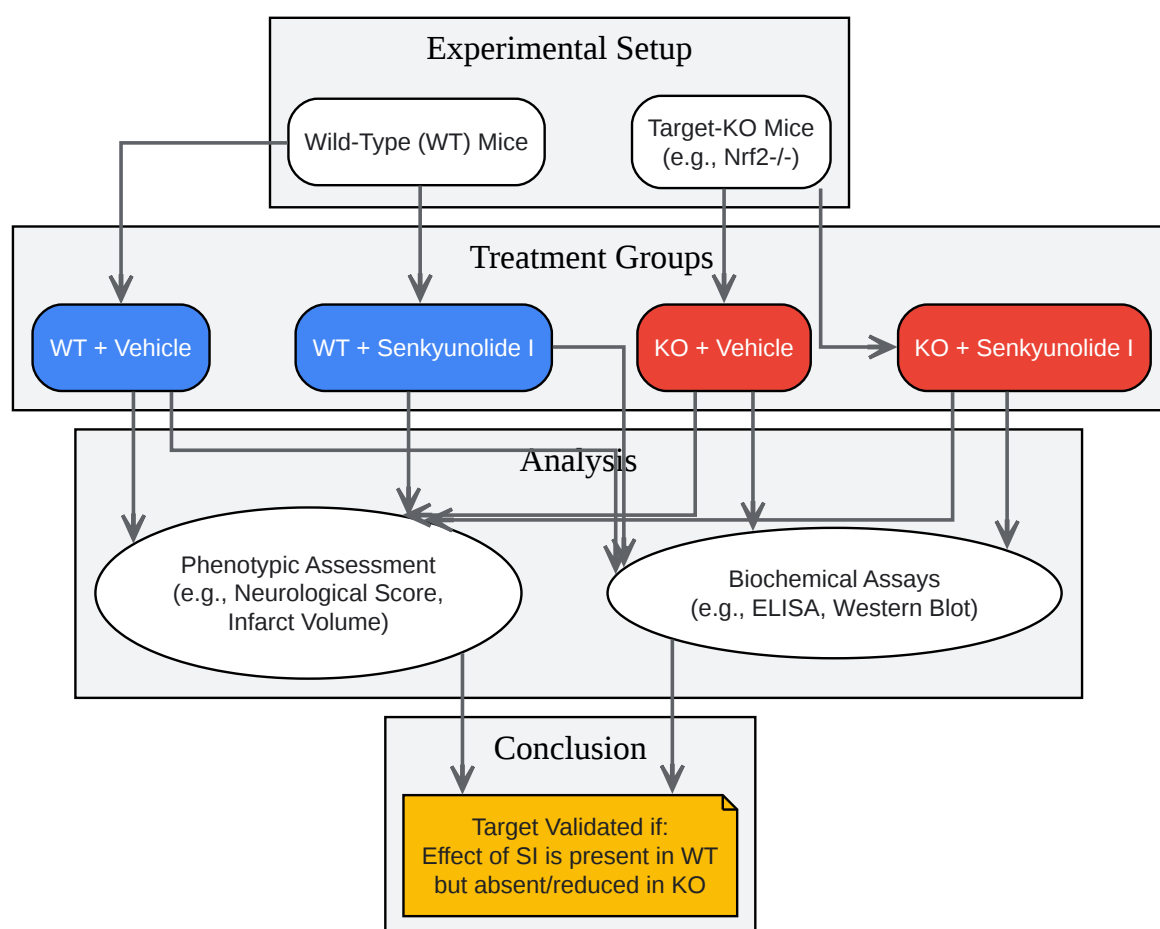 Experimental Setup
Wild-Type (WT) Mice
Target-KO Mice
(e.g., Nrf2-/-)
Treatment Groups
WT + Vehicle
WT + Senkyunolide I
KO + Vehicle
KO + Senkyunolide I
Analysis
Phenotypic Assessment
(e.g., Neurological Score,
Infarct Volume)
Biochemical Assays
(e.g., ELISA, Western Blot)
Conclusion
Target Validated if:
Effect of SI is present in WT
but absent/reduced in KO